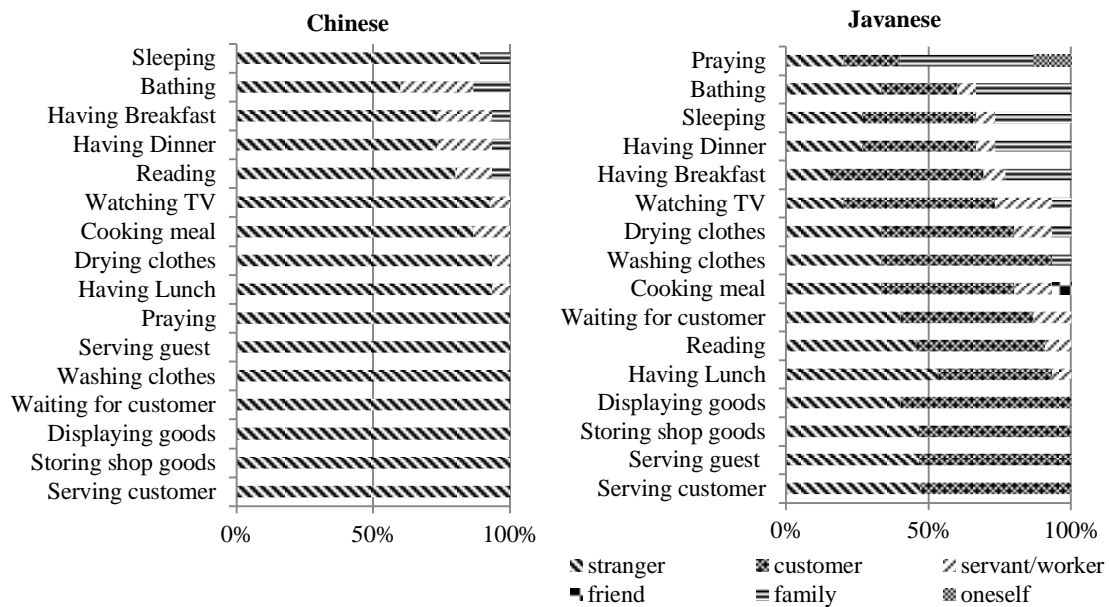 Chinese
Sleeping
Bathing
Having Breakfast
Having Dinner
Reading
Watching TV
Cooking meal
Drying clothes
Having Lunch
Praying
Serving guest
Washing clothes
Waiting for customer
Displaying goods
Storing shop goods
Serving customer
0% 50% 100%
Javanese
Praying
Bathing
Sleeping
Having Dinner
Having Breakfast
Watching TV
Drying clothes
Washing clothes
Cooking meal
Waiting for customer
Reading
Having Lunch
Displaying goods
Storing shop goods
Serving guest
Serving customer
0% 50% 100%
stranger customer servant/worker
friend family oneself